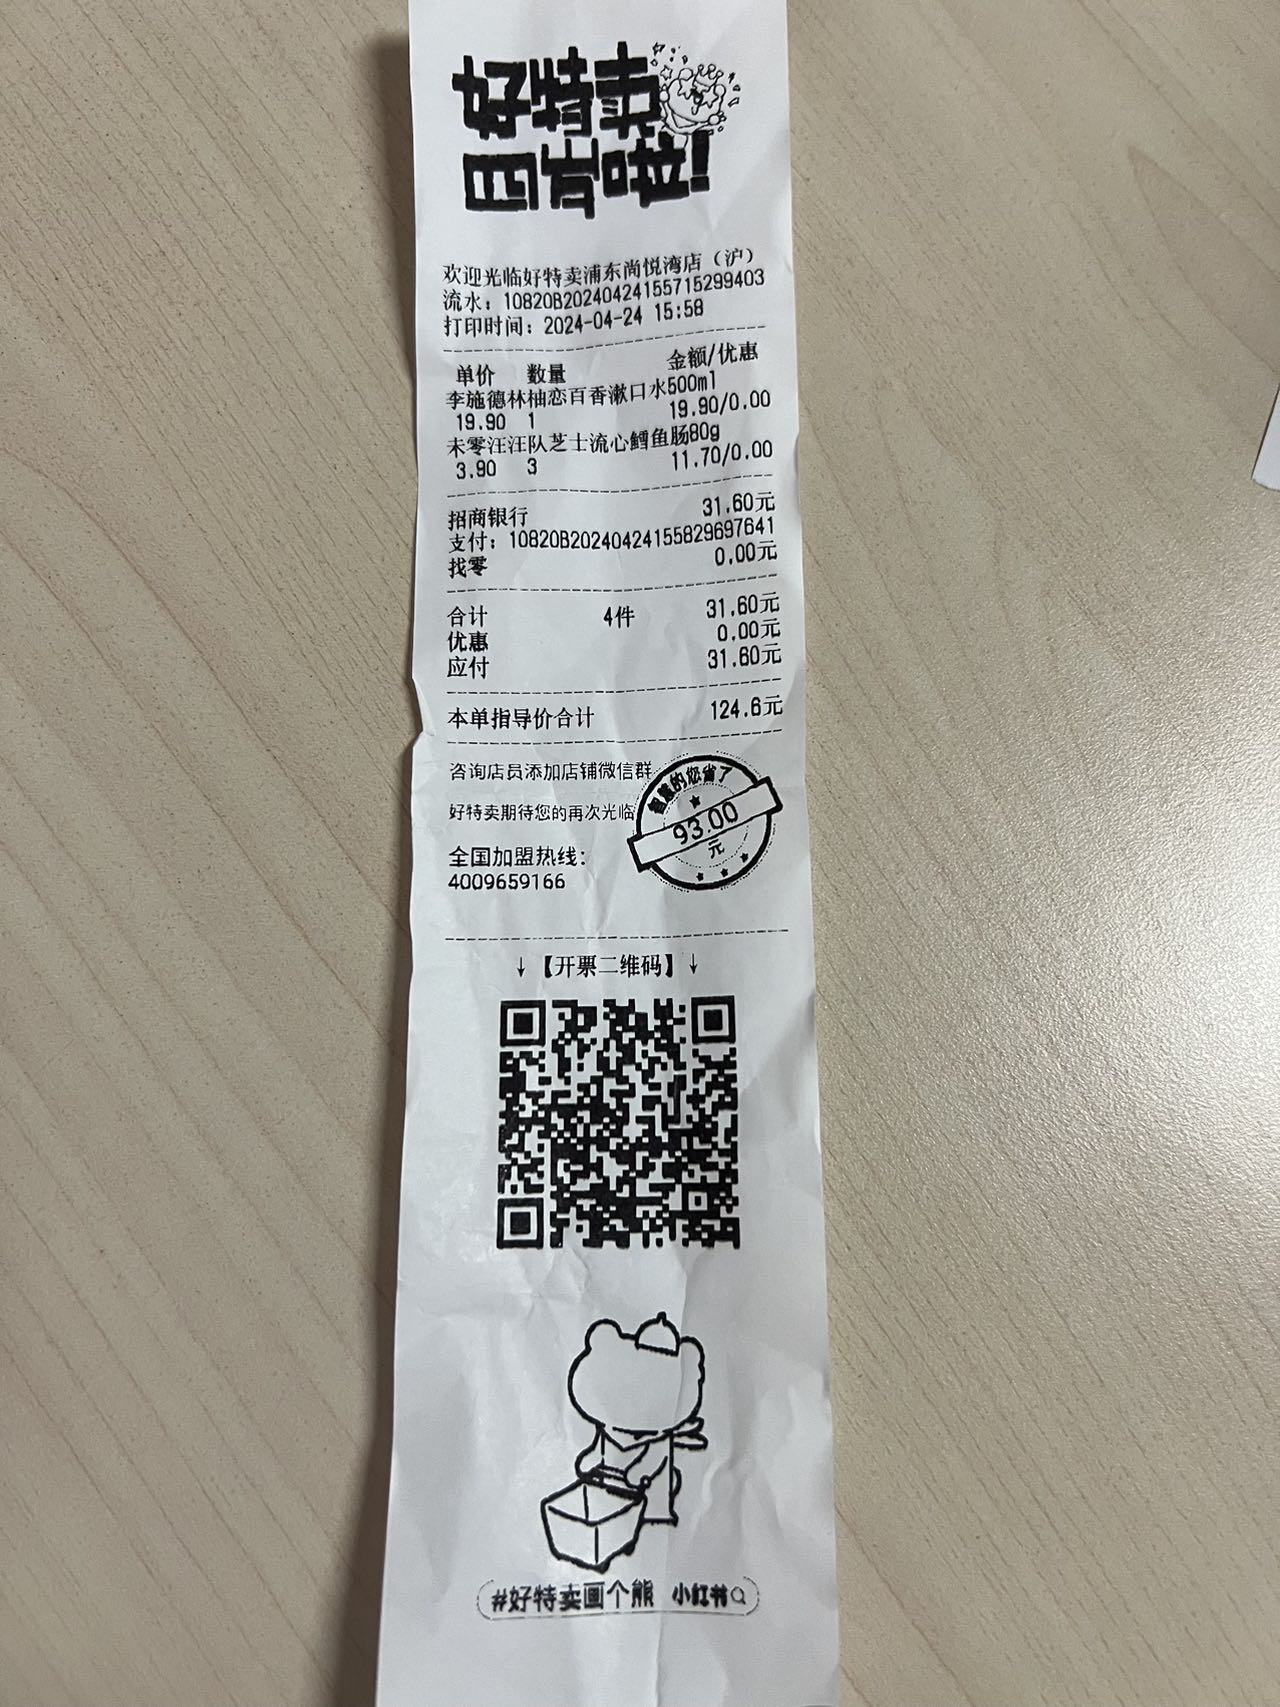 好特卖
欢迎光临好特卖浦东尚悦湾店（沪）
流水：10820B20240424155715299403
打印时间：2024-04-24 15:58
单价 数量 金额/优惠
李施德林柚恋百香漱口水500ml
19.90 1 19.90/0.00
未零汪汪队芝士流心鳕鱼肠80g
3.90 3 11.70/0.00
招商银行 31.60元
支付：10820B20240424155829697641
找零 0.00元
合计 4件 31.60元
优惠 0.00元
应付 31.60元
本单指导价合计 124.6元
咨询店员添加店铺微信群
好特卖期待您的再次光临
智慧的您省了
93.00
元
全国加盟热线：
4009659166
↓【开票二维码】↓
#好特卖画个熊 小红书